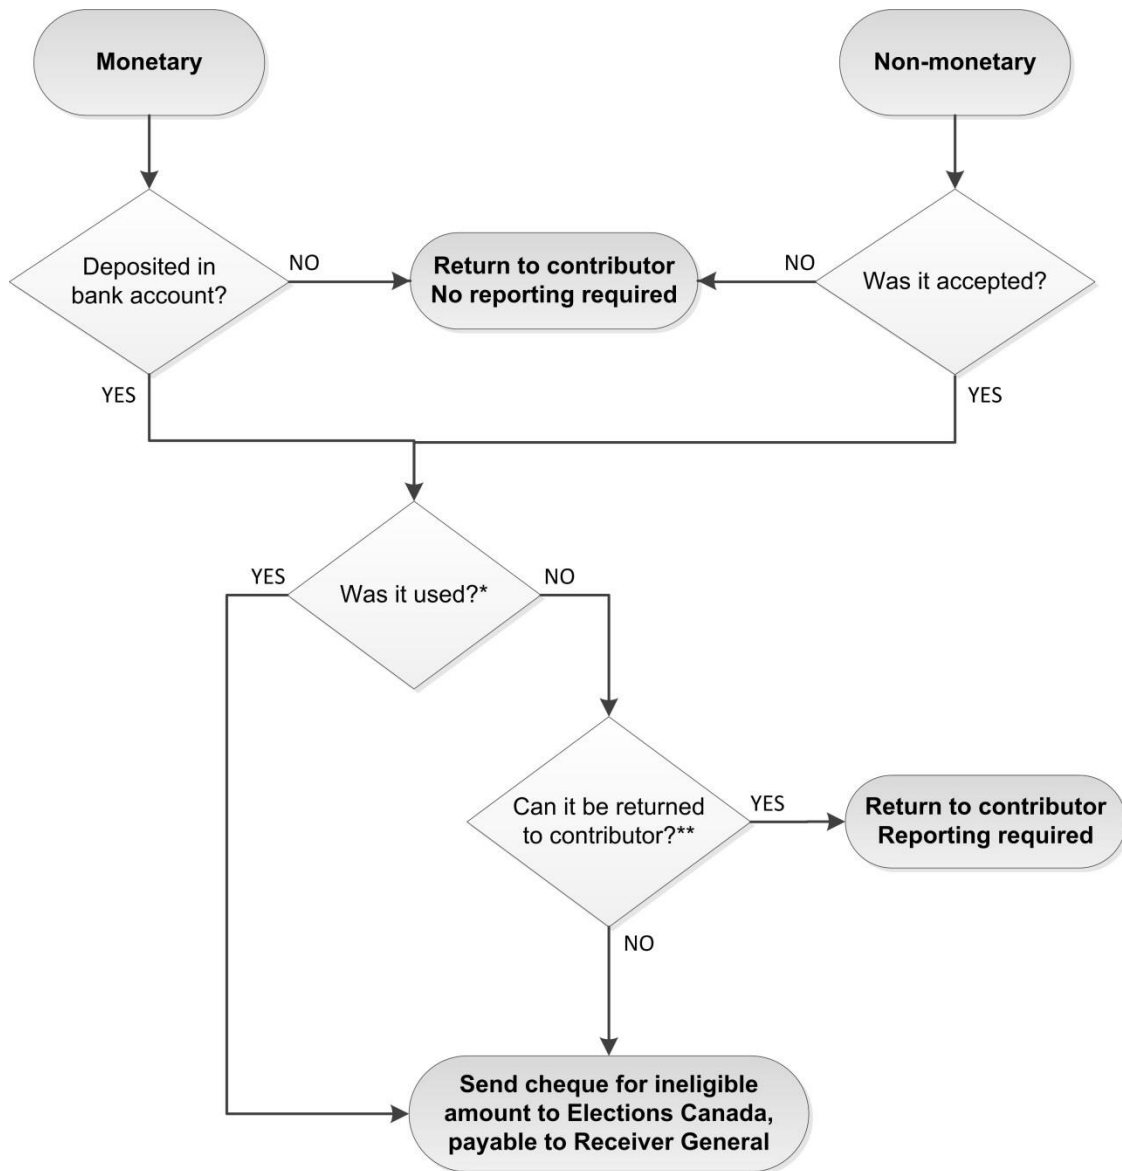 Monetary
Non-monetary
Deposited in
bank account?
NO
Return to contributor
No reporting required
NO
Was it accepted?
YES
YES
YES
Was it used?*
NO
Can it be returned
to contributor?**
YES
Return to contributor
Reporting required
NO
Send cheque for ineligible
amount to Elections Canada,
payable to Receiver General